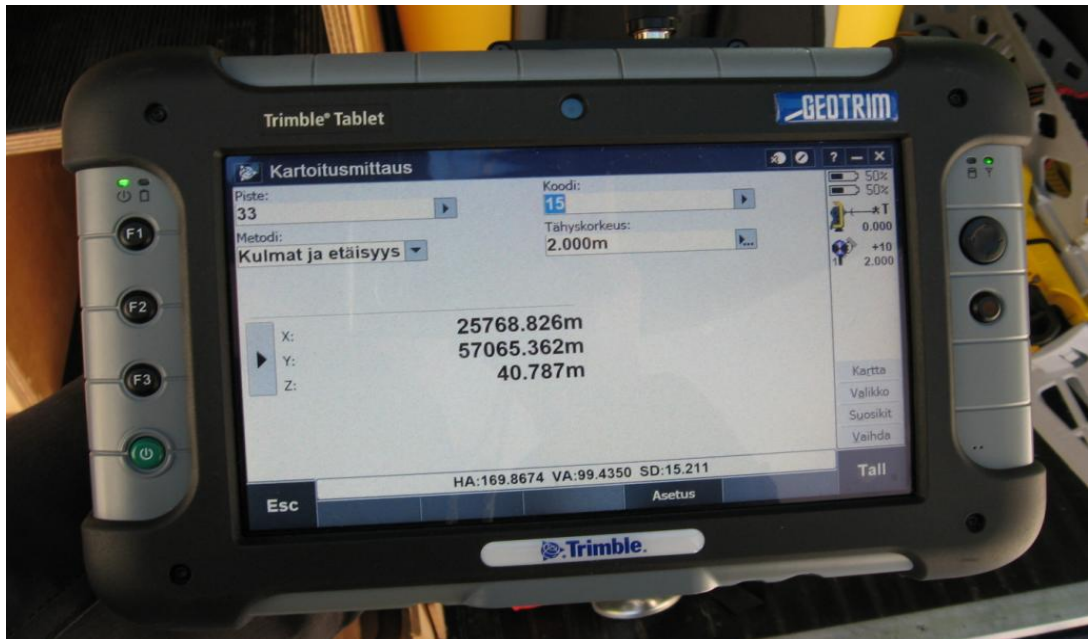 Trimble® Tablet
GEOTRIM
Kartoitusmittaus
? – ×
Piste:
33
Koodi:
15
Metodi:
Kulmat ja etäisyys
Tähyskorkeus:
2.000m
50%
50%
T
0.000
+10
1
2.000
X:
25768.826m
Y:
57065.362m
Z:
40.787m
Kartta
Valikko
Suosikit
Vaihda
HA:169.8674 VA:99.4350 SD:15.211
Tall
Esc
Asetus
F1
F2
F3
Trimble.